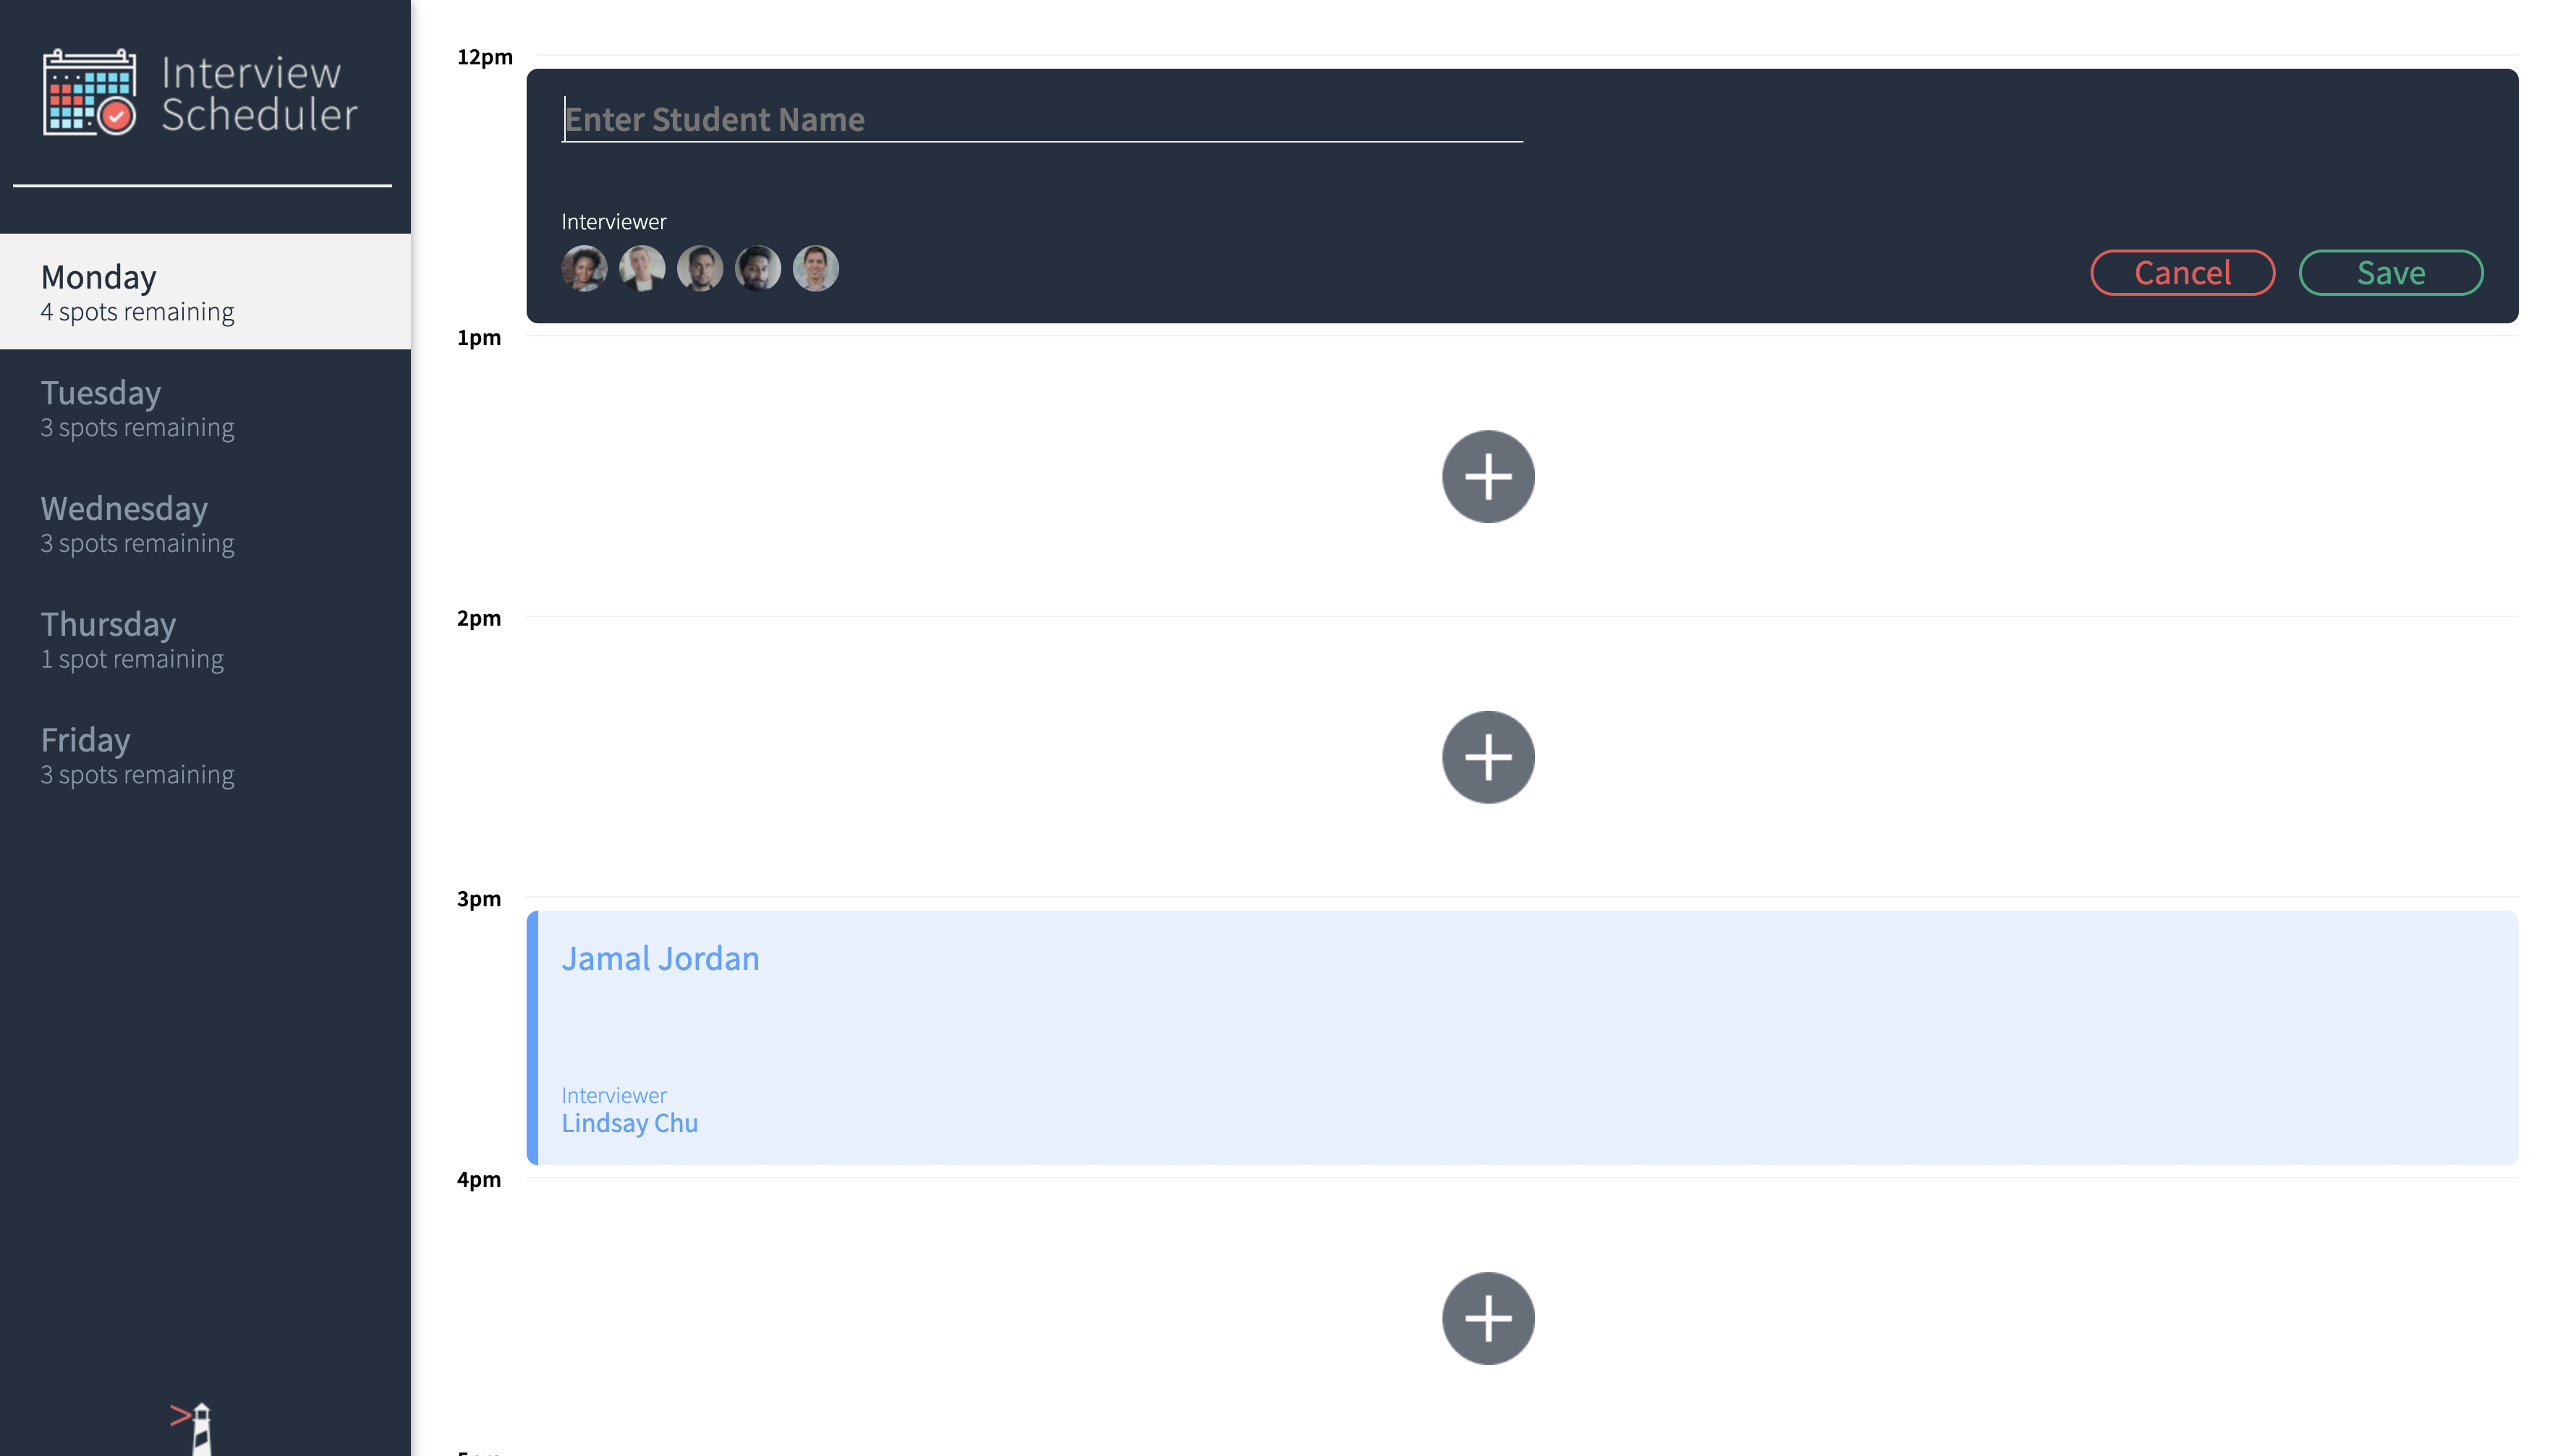 Interview
Scheduler
Monday
4 spots remaining
Tuesday
3 spots remaining
Wednesday
3 spots remaining
Thursday
1 spot remaining
Friday
3 spots remaining
12pm
Enter Student Name
Interviewer
Cancel
Save
1pm
2pm
3pm
Jamal Jordan
Interviewer
Lindsay Chu
4pm